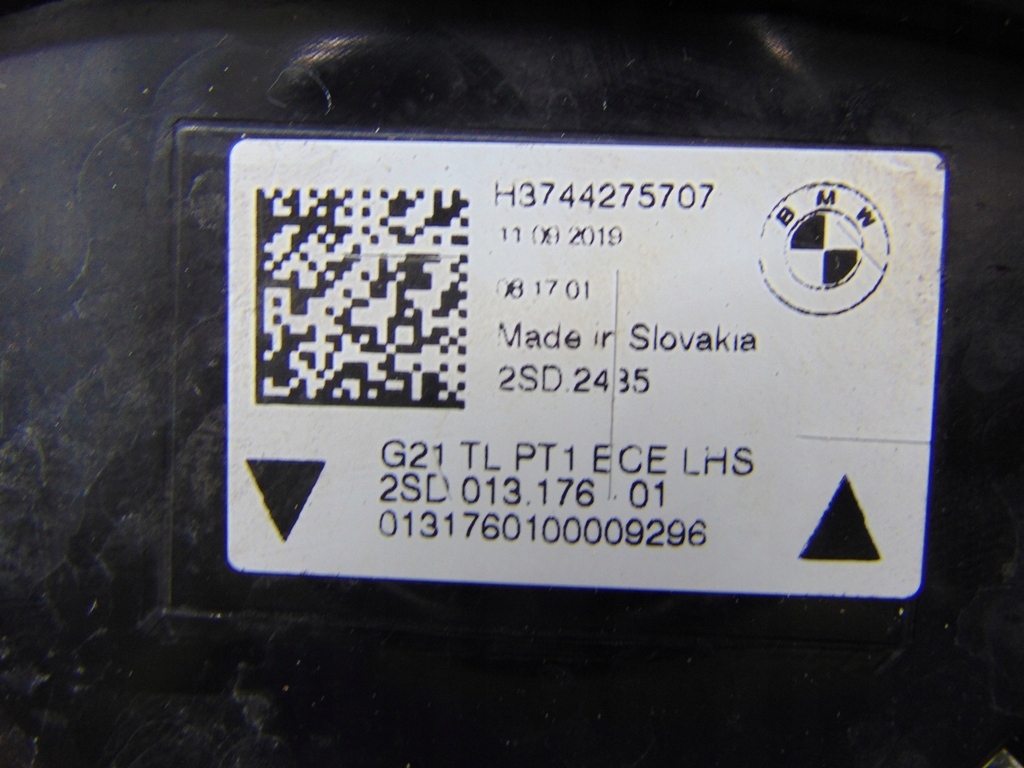 H3744275707
BMW
11 09 2019
08 17 01
Made in Slovakia
2SD.2435
G21 TL PT1 ECE LHS
2SD 013.176 . 01
0131760100009296